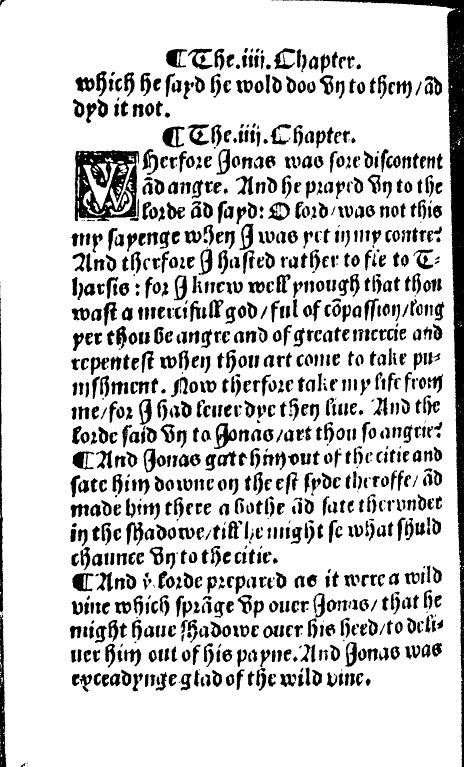 ¶ The.iiij.Chapter.
which he sayd he wold doo vn to them/ ād
dyd it not.
¶ The.iiij.Chapter.
WHerfore Jonas was sore discontent
ād angre. And he prayed vn to the
lorde ād sayd: O lord/ was not this
my sayenge when J was yet in my contre?
And therfore J hasted rather to fle to T-
harsis : for J knew well ynough that thou
wast a mercifull god/ ful of cōpassion/ long
yer thou be angre and of greate mercie and
repentest when thou art come to take pu-
nishment. Now therfore take my life from
me/ for J had leuer dye then liue. And the
lorde said vn to Jonas/ art thou so angrie?
¶ And Jonas gatt him out of the citie and
sate him downe on the est syde theroffe/ ād
made him there a bothe ād sate thervnder
in the shadowe/ till he might se what shuld
chaunce vn to the citie.
¶ And yͤ lorde prepared as it were a wild
vine which sprāge vp ouer Jonas/ that he
might haue shadowe ouer his heed/ to deli-
uer him out of his payne. And Jonas was
exceadynge glad of the wild vine.